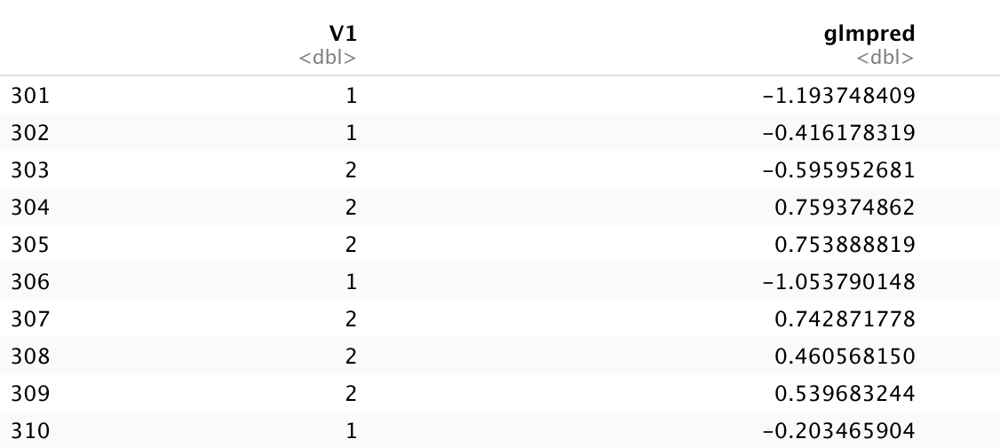 V1 glmpred
<dbl> <dbl>
301 1 -1.193748409
302 1 -0.416178319
303 2 -0.595952681
304 2 0.759374862
305 2 0.753888819
306 1 -1.053790148
307 2 0.742871778
308 2 0.460568150
309 2 0.539683244
310 1 -0.203465904